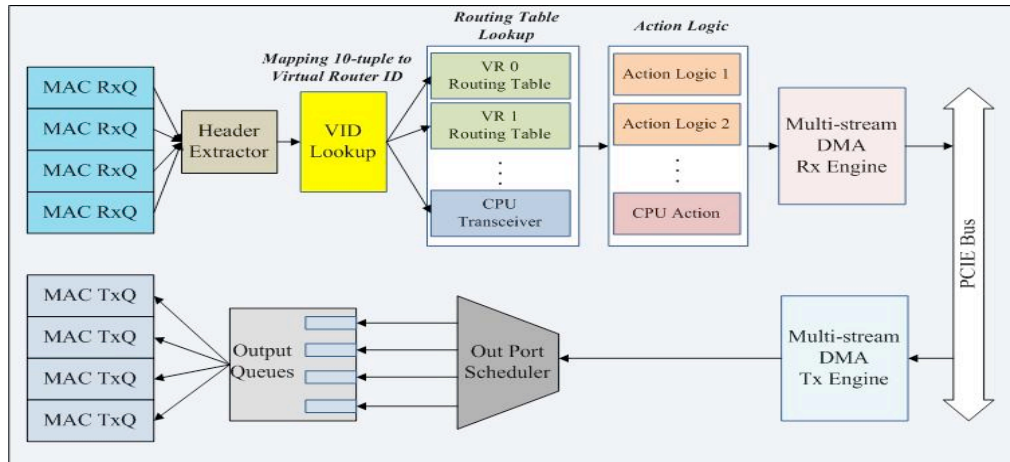 Routing Table
Lookup
Action Logic
Mapping 10-tuple to
Virtual Router ID
MAC RxQ
MAC RxQ
MAC RxQ
MAC RxQ
Header
Extractor
VID
Lookup
VR 0
Routing Table
VR 1
Routing Table
CPU
Transceiver
Action Logic 1
Action Logic 2
CPU Action
Multi-stream
DMA
Rx Engine
PCIE Bus
MAC TxQ
MAC TxQ
MAC TxQ
MAC TxQ
Output
Queues
Out Port
Scheduler
Multi-stream
DMA
Tx Engine